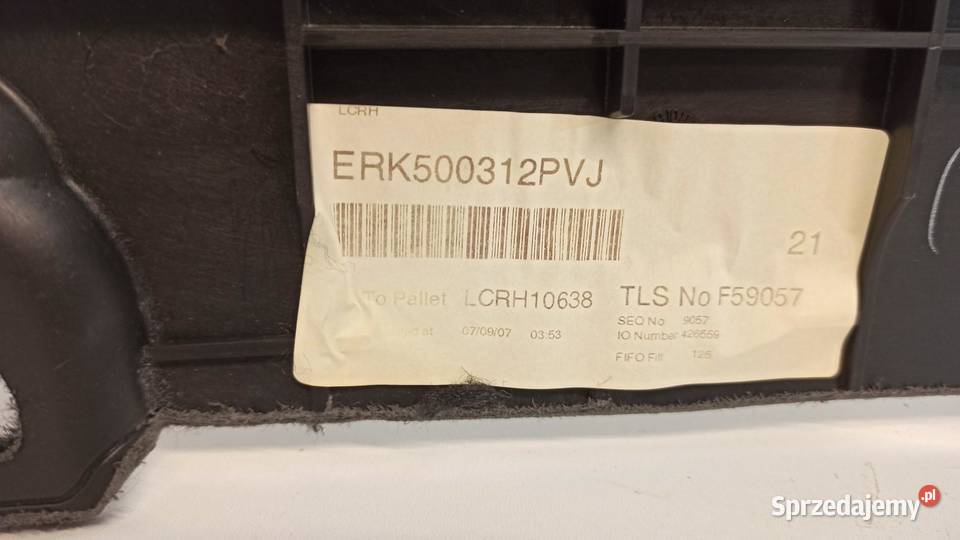 LCRH
ERK500312PVJ
21
To Pallet LCRH10638 TLS No F59057
SEQ No 9057
at 07/09/07 03:53
IO Number 426559
FIFO Fill 125
Sprzedajemy.pl